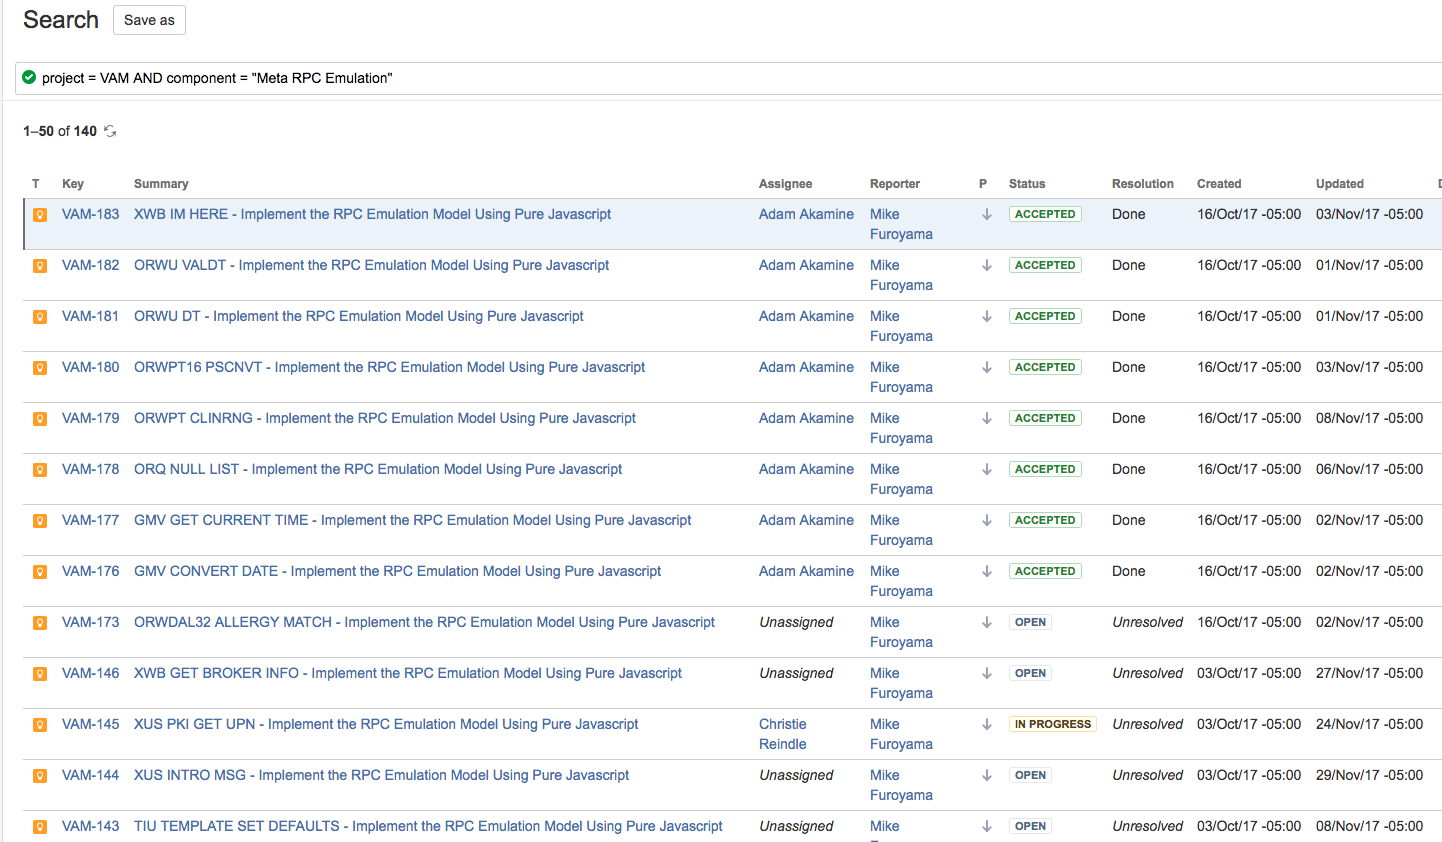 Search Save as
project = VAM AND component = "Meta RPC Emulation"
1–50 of 140
T Key Summary Assignee Reporter P Status Resolution Created Updated
VAM-183 XWB IM HERE - Implement the RPC Emulation Model Using Pure Javascript Adam Akamine Mike ACCEPTED Done 16/Oct/17 -05:00 03/Nov/17 -05:00
Furoyama
VAM-182 ORWU VALDT - Implement the RPC Emulation Model Using Pure Javascript Adam Akamine Mike ACCEPTED Done 16/Oct/17 -05:00 01/Nov/17 -05:00
Furoyama
VAM-181 ORWU DT - Implement the RPC Emulation Model Using Pure Javascript Adam Akamine Mike ACCEPTED Done 16/Oct/17 -05:00 01/Nov/17 -05:00
Furoyama
VAM-180 ORWPT16 PSCNVT - Implement the RPC Emulation Model Using Pure Javascript Adam Akamine Mike ACCEPTED Done 16/Oct/17 -05:00 03/Nov/17 -05:00
Furoyama
VAM-179 ORWPT CLINRNG - Implement the RPC Emulation Model Using Pure Javascript Adam Akamine Mike ACCEPTED Done 16/Oct/17 -05:00 08/Nov/17 -05:00
Furoyama
VAM-178 ORQ NULL LIST - Implement the RPC Emulation Model Using Pure Javascript Adam Akamine Mike ACCEPTED Done 16/Oct/17 -05:00 06/Nov/17 -05:00
Furoyama
VAM-177 GMV GET CURRENT TIME - Implement the RPC Emulation Model Using Pure Javascript Adam Akamine Mike ACCEPTED Done 16/Oct/17 -05:00 02/Nov/17 -05:00
Furoyama
VAM-176 GMV CONVERT DATE - Implement the RPC Emulation Model Using Pure Javascript Adam Akamine Mike ACCEPTED Done 16/Oct/17 -05:00 02/Nov/17 -05:00
Furoyama
VAM-173 ORWDAL32 ALLERGY MATCH - Implement the RPC Emulation Model Using Pure Javascript Unassigned Mike OPEN Unresolved 16/Oct/17 -05:00 02/Nov/17 -05:00
Furoyama
VAM-146 XWB GET BROKER INFO - Implement the RPC Emulation Model Using Pure Javascript Unassigned Mike OPEN Unresolved 03/Oct/17 -05:00 27/Nov/17 -05:00
Furoyama
VAM-145 XUS PKI GET UPN - Implement the RPC Emulation Model Using Pure Javascript Christie Mike IN PROGRESS Unresolved 03/Oct/17 -05:00 24/Nov/17 -05:00
Reindle Furoyama
VAM-144 XUS INTRO MSG - Implement the RPC Emulation Model Using Pure Javascript Unassigned Mike OPEN Unresolved 03/Oct/17 -05:00 29/Nov/17 -05:00
Furoyama
VAM-143 TIU TEMPLATE SET DEFAULTS - Implement the RPC Emulation Model Using Pure Javascript Unassigned Mike OPEN Unresolved 03/Oct/17 -05:00 08/Nov/17 -05:00